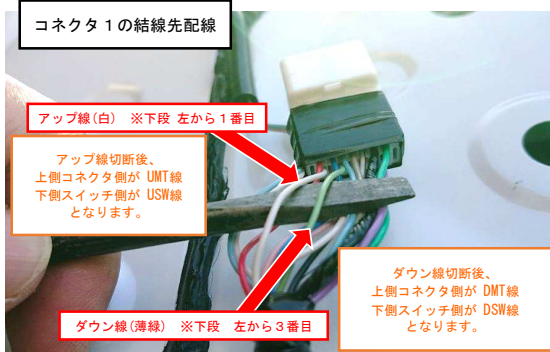 コネクタ１の結線先配線
アップ線(白)　※下段 左から１番目
アップ線切断後、
上側コネクタ側が UMT線
下側スイッチ側が USW線
となります。
ダウン線切断後、
上側コネクタ側が DMT線
下側スイッチ側が DSW線
となります。
ダウン線(薄緑)　※下段　左から３番目